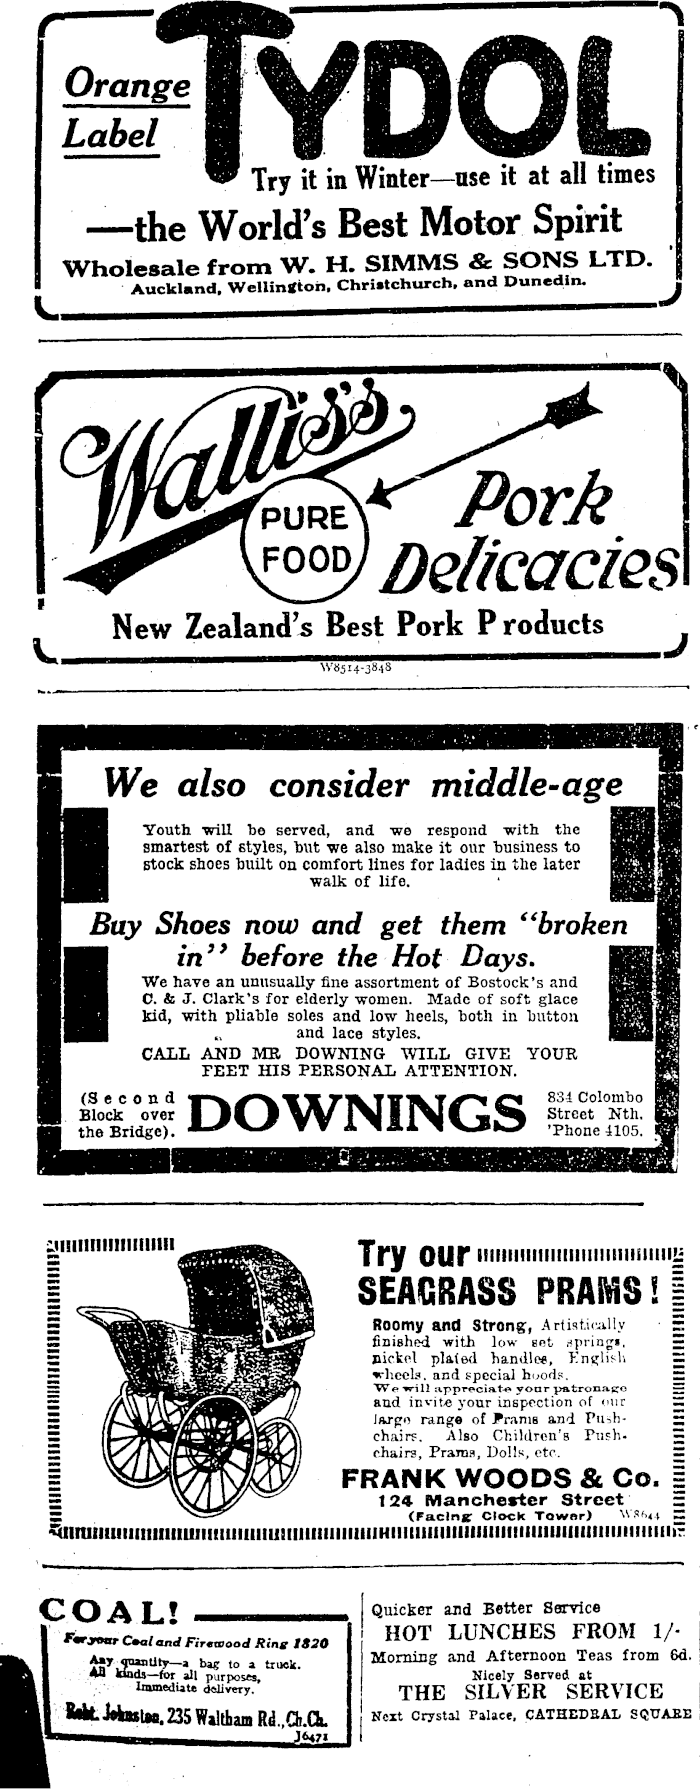 Orange
Label
TYDOL
Try it in Winter—use it at all times
—the World's Best Motor Spirit
Wholesale from W. H. SIMMS & SONS LTD.
Auckland, Wellington, Christchurch, and Dunedin.
Wallis's
PURE
FOOD
Pork
Delicacies
New Zealand's Best Pork Products
W8514-3848
We also consider middle-age
Youth will be served, and we respond with the
smartest of styles, but we also make it our business to
stock shoes built on comfort lines for ladies in the later
walk of life.
Buy Shoes now and get them "broken
in" before the Hot Days.
We have an unusually fine assortment of Bostock's and
C. & J. Clark's for elderly women. Made of soft glace
kid, with pliable soles and low heels, both in button
and lace styles.
CALL AND MR DOWNING WILL GIVE YOUR
FEET HIS PERSONAL ATTENTION.
(Second
Block over
the Bridge).
DOWNINGS
834 Colombo
Street Nth.
'Phone 4105.
Try our
SEAGRASS PRAMS!
Roomy and Strong, Artistically
finished with low set springs,
nickel plated handles, English
wheels, and special hoods.
We will appreciate your patronage
and invite your inspection of our
large range of Prams and Push-
chairs. Also Children's Push-
chairs, Prams, Dolls, etc.
FRANK WOODS & Co.
124 Manchester Street
(Facing Clock Tower) W8644
COAL!
For your Coal and Firewood Ring 1820
Any quantity—a bag to a truck.
All kinds—for all purposes,
Immediate delivery.
Robt. Johnston, 235 Waltham Rd., Ch.Ch.
J6471
Quicker and Better Service
HOT LUNCHES FROM 1/-
Morning and Afternoon Teas from 6d.
Nicely Served at
THE SILVER SERVICE
Next Crystal Palace, CATHEDRAL SQUARE